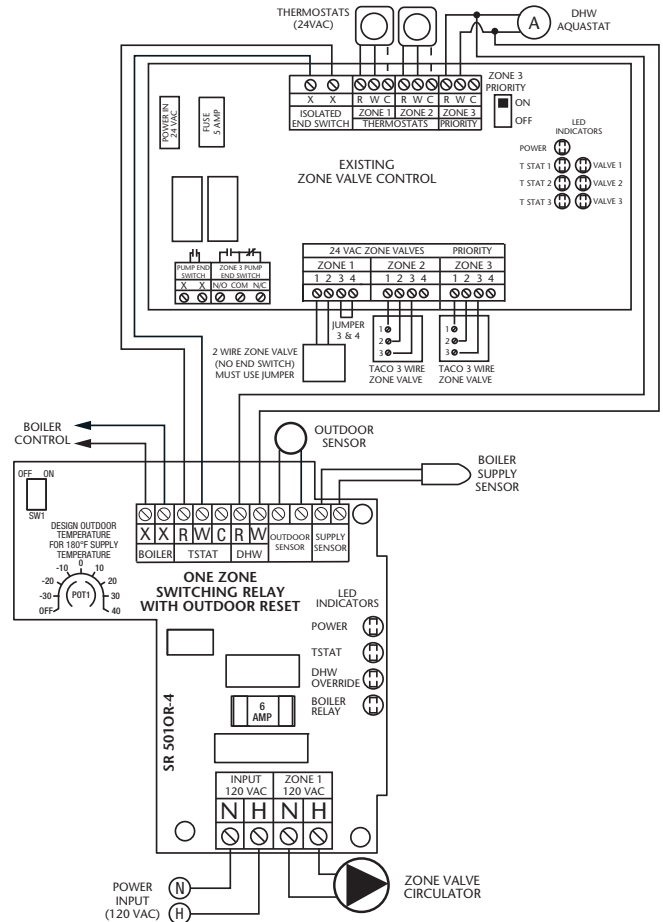 THERMOSTATS
(24VAC)
A
DHW
AQUASTAT
ZONE 3
PRIORITY
ON
OFF
X X R W C R W C R W C
ISOLATED
END SWITCH
ZONE 1 ZONE 2 ZONE 3
THERMOSTATS PRIORITY
POWER IN
24 VAC
FUSE
5 AMP
LED
INDICATORS
POWER
T STAT 1 VALVE 1
T STAT 2 VALVE 2
T STAT 3 VALVE 3
EXISTING
ZONE VALVE CONTROL
PUMP END
SWITCH
ZONE 3 PUMP
END SWITCH
X X N/O COM N/C
24 VAC ZONE VALVES PRIORITY
ZONE 1 ZONE 2 ZONE 3
1 2 3 4 1 2 3 4 1 2 3 4
JUMPER
3 & 4
1
2
3
1
2
3
2 WIRE ZONE VALVE
(NO END SWITCH)
MUST USE JUMPER
TACO 3 WIRE
ZONE VALVE
TACO 3 WIRE
ZONE VALVE
BOILER
CONTROL
OUTDOOR
SENSOR
BOILER
SUPPLY
SENSOR
OFF ON
SW1
DESIGN OUTDOOR
TEMPERATURE
FOR 180°F SUPPLY
TEMPERATURE
-10 0 10
-20 20
-30 30
OFF 40
POT1
X X R W C R W
OUTDOOR
SENSOR
SUPPLY
SENSOR
BOILER TSTAT DHW
ONE ZONE
SWITCHING RELAY
WITH OUTDOOR RESET
LED
INDICATORS
POWER
TSTAT
DHW
OVERRIDE
BOILER
RELAY
6
AMP
SR 501OR-4
INPUT
120 VAC
ZONE 1
120 VAC
N H N H
POWER
INPUT
(120 VAC)
N
H
ZONE VALVE
CIRCULATOR